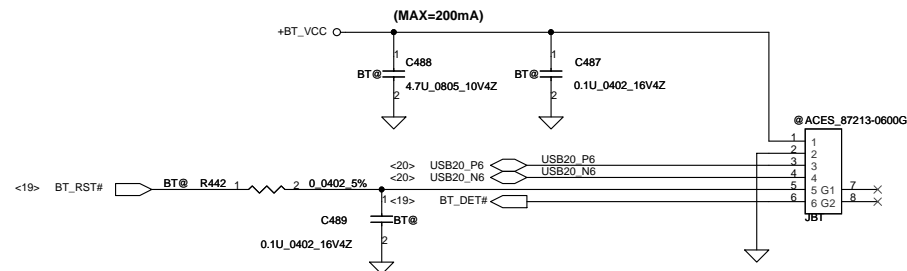 (MAX=200mA)
+BT_VCC
1
C488
BT@
4.7U_0805_10V4Z
2
1
C487
BT@
0.1U_0402_16V4Z
2
@ACES_87213-0600G
1 1
2 2
<20> USB20_P6 USB20_P6 3 3
<20> USB20_N6 USB20_N6 4 4
<19> BT_RST# BT@ R442 1 2 0_0402_5% 5 5 G1 7
<19> BT_DET# 6 6 G2 8
JBT
1
C489
BT@
0.1U_0402_16V4Z
2